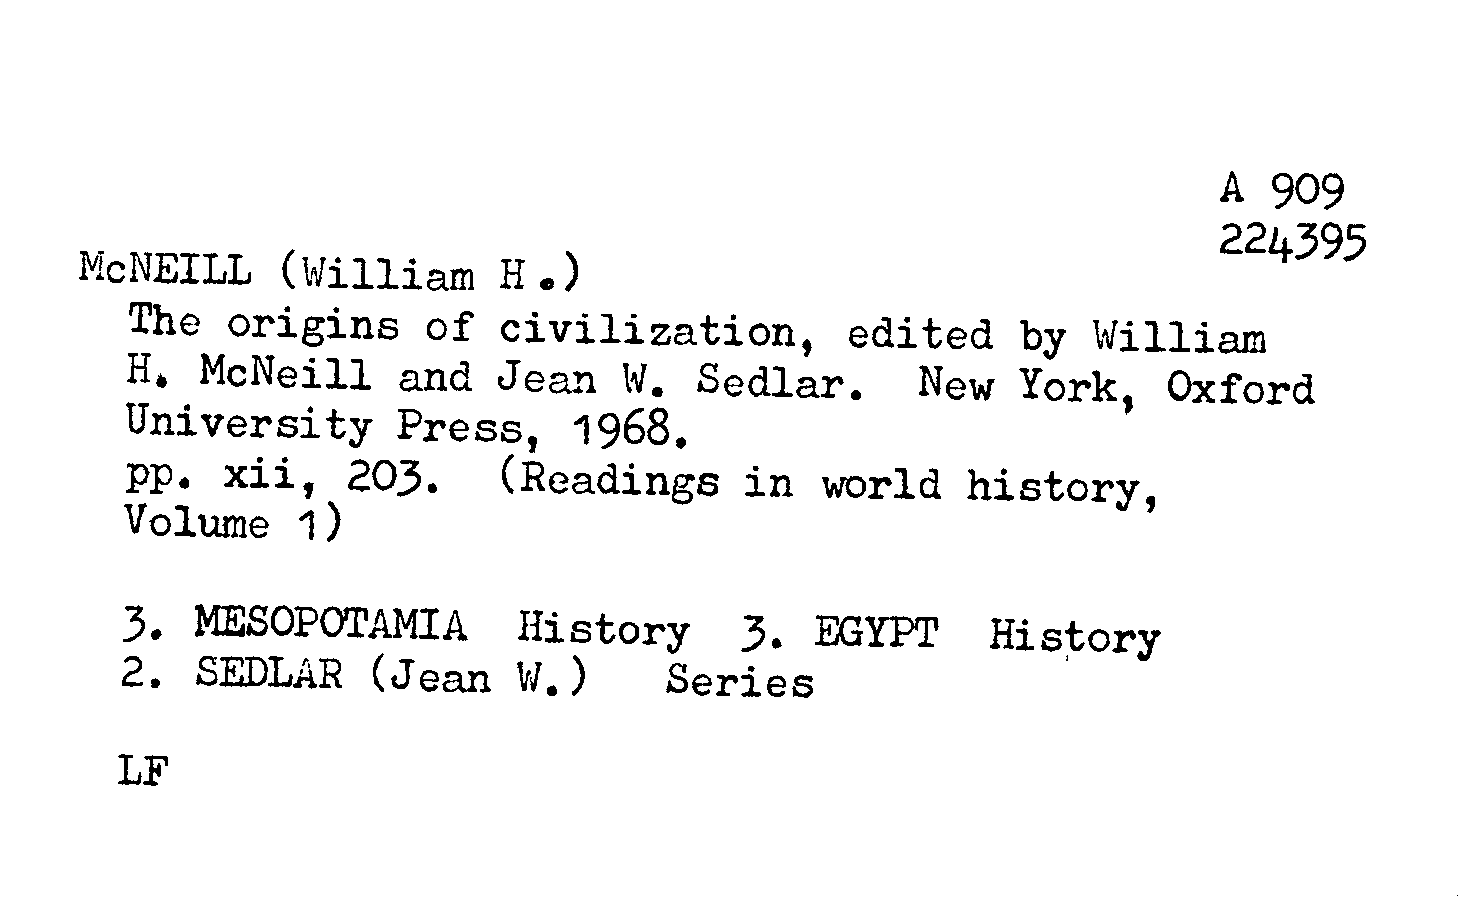 A 909
224395
McNEILL (William H.)
The origins of civilization, edited by William
H. McNeill and Jean W. Sedlar. New York, Oxford
University Press, 1968.
pp. xii, 203. (Readings in world history,
Volume 1)
3. MESOPOTAMIA History 3. EGYPT History
2. SEDLAR (Jean W.) Series
LF